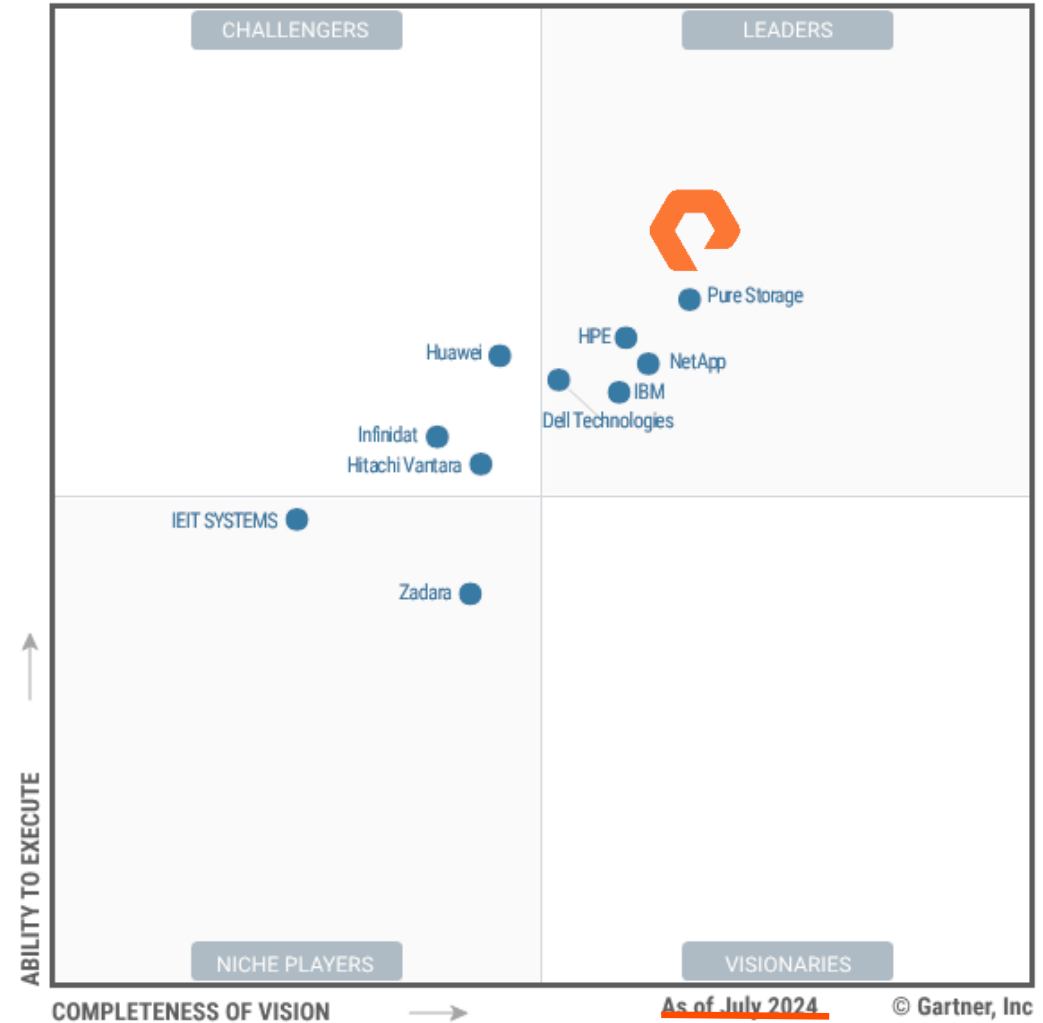 CHALLENGERS
LEADERS
Pure Storage
HPE
NetApp
Huawei
IBM
Dell Technologies
Infinidat
Hitachi Vantara
IEIT SYSTEMS
Zadara
ABILITY TO EXECUTE
NICHE PLAYERS
VISIONARIES
COMPLETENESS OF VISION
As of July 2024
© Gartner, Inc